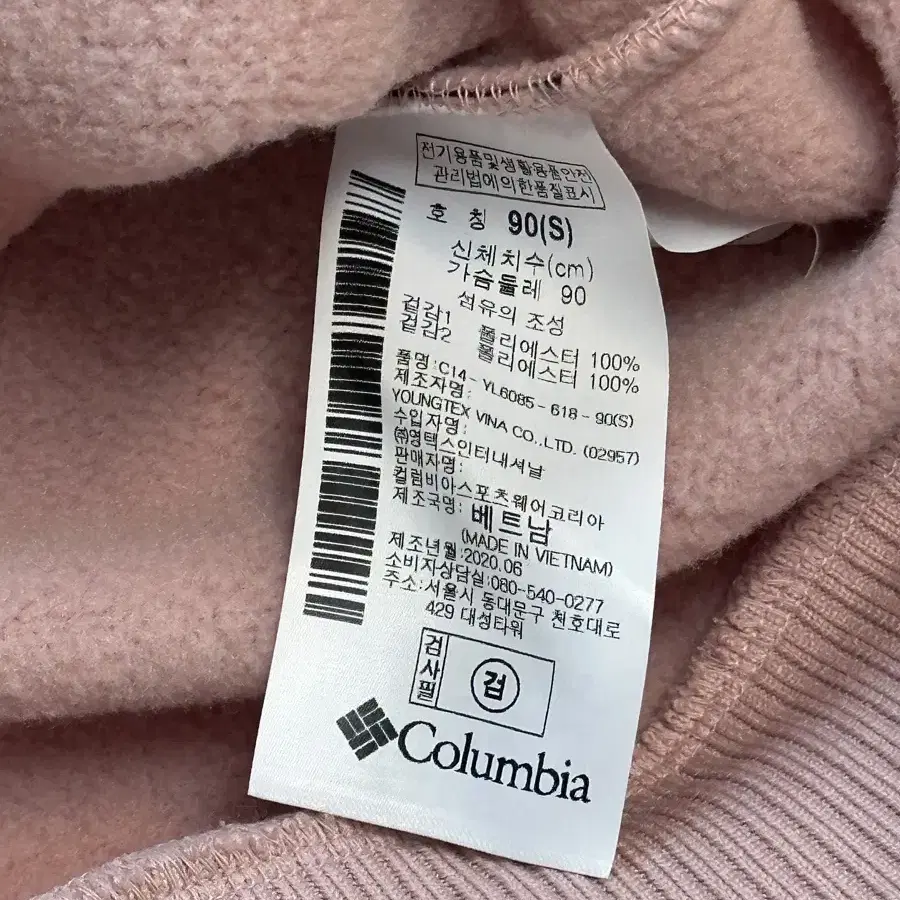 전기용품및생활용품안전
관리법에의한품질표시
호 칭 90(S)
신체치수(cm)
가슴둘레 90
섬유의 조성
겉감1 폴리에스터 100%
겉감2 폴리에스터 100%
품명:C14-YL6085-618-90(S)
제조자명:
YOUNGTEX VINA CO.,LTD. (02957)
수입자명:
㈜영텍스인터내셔날
판매자명:
컬럼비아스포츠웨어코리아
제조국명: 베트남
(MADE IN VIETNAM)
제조년월:2020.06
소비자상담실:080-540-0277
주소:서울시 동대문구 천호대로
429 대성타워
검사필
검
Columbia